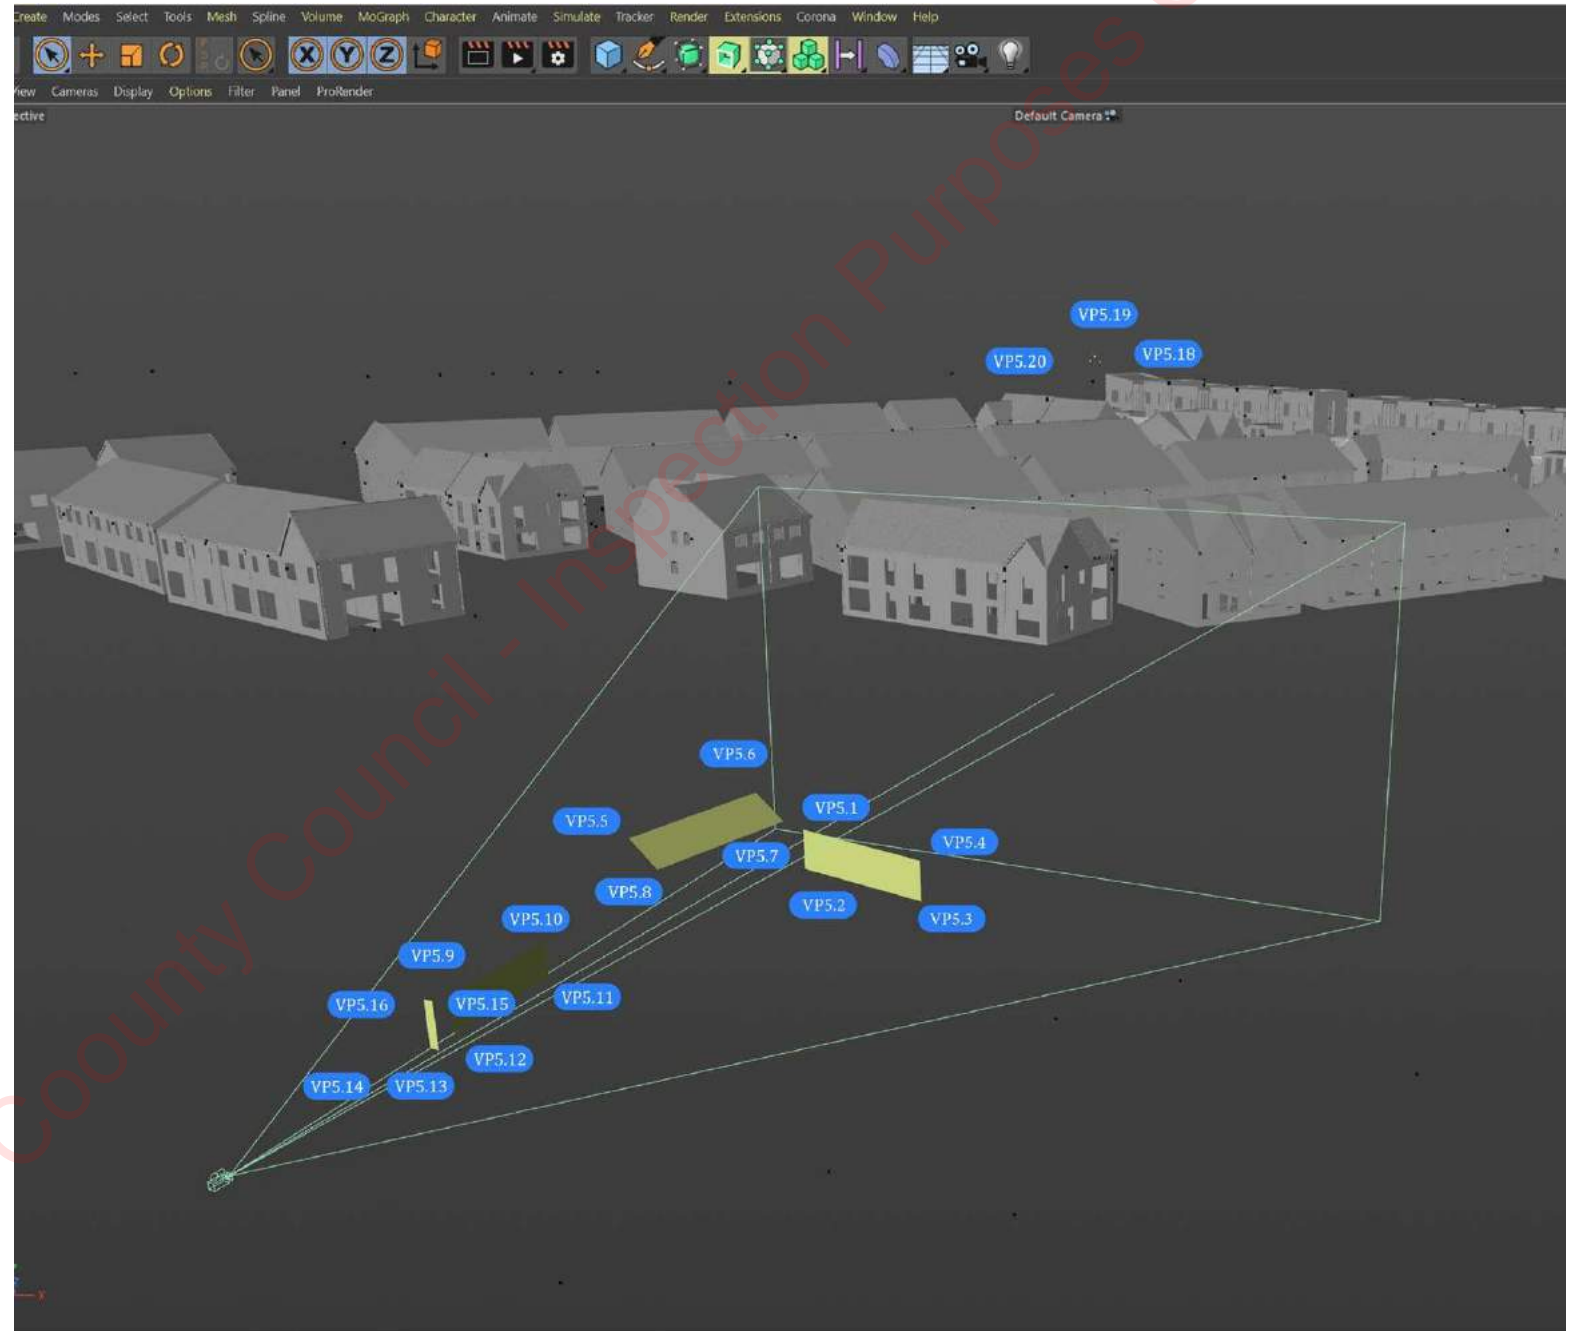 Create Modes Select Tools Mesh Spline Volume MoGraph Character Animate Simulate Tracker Render Extensions Corona Window Help
View Cameras Display Options Filter Panel ProRender
ective
Default Camera
VP5.19
VP5.20
VP5.18
VP5.6
VP5.1
VP5.5
VP5.4
VP5.7
VP5.8
VP5.2
VP5.3
VP5.10
VP5.9
VP5.16
VP5.15
VP5.11
VP5.12
VP5.14
VP5.13
X Y Z
X
County Council - Inspection Purposes